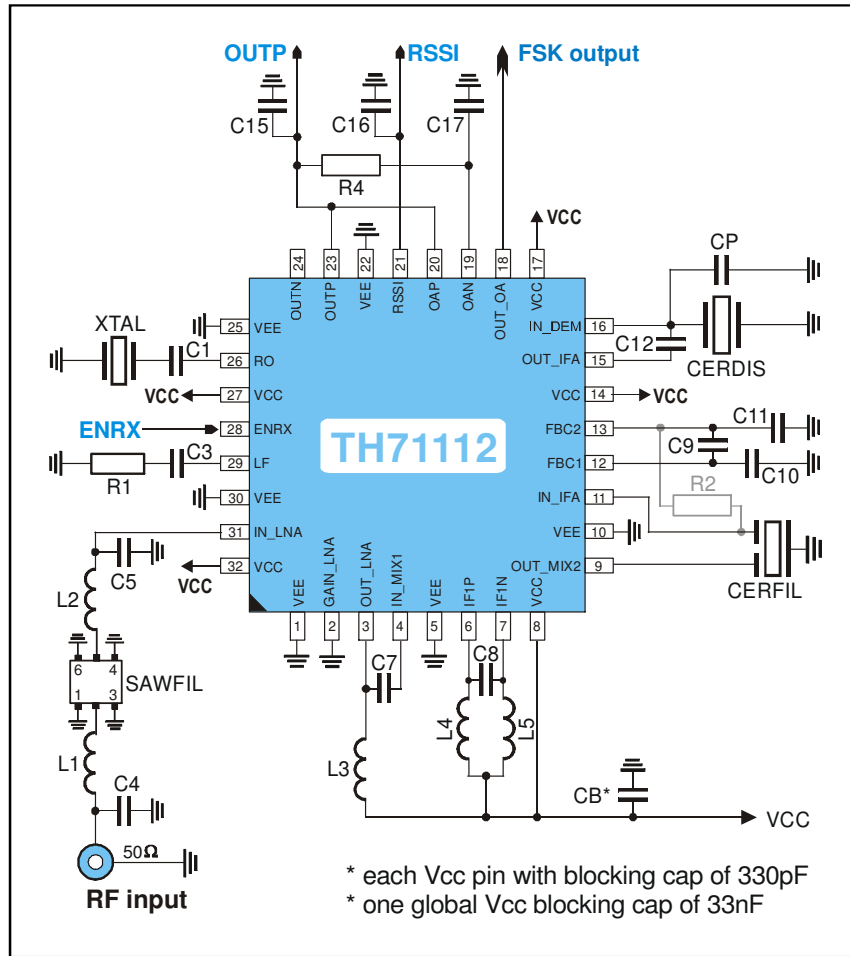 OUTP RSSI FSK output
C15 C16 C17
R4
VCC
24 23 22 21 20 19 18 17
OUTN OUTP VEE RSSI OAP OAN OUT_OA VCC
CP
XTAL
C1
25 VEE
26 RO
VCC 27 VCC
ENRX 28 ENRX
C3
R1
29 LF
30 VEE
31 IN_LNA
VCC 32 VCC
TH71112
IN_DEM 16
C12
OUT_IFA 15
CERDIS
VCC 14 VCC
C11
FBC2 13
C9
FBC1 12
C10
IN_IFA 11
R2
VEE 10
OUT_MIX2 9
CERFIL
VEE GAIN_LNA OUT_LNA IN_MIX1 VEE IF1P IF1N VCC
1 2 3 4 5 6 7 8
C5
L2
6 4
1 3
SAWFIL
L1
C4
50Ω
RF input
C7
C8
L3
L4 L5
CB*
VCC
* each Vcc pin with blocking cap of 330pF
* one global Vcc blocking cap of 33nF